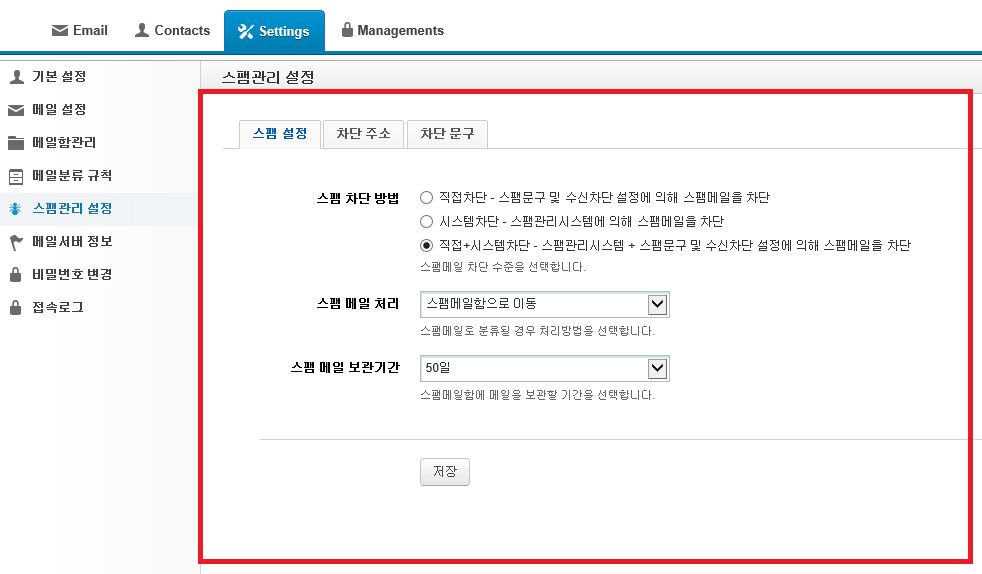 Email Contacts Settings Managements
기본 설정
메일 설정
메일함관리
메일분류 규칙
스팸관리 설정
메일서버 정보
비밀번호 변경
접속로그
스팸관리 설정
스팸 설정 차단 주소 차단 문구
스팸 차단 방법 직접차단 - 스팸문구 및 수신차단 설정에 의해 스팸메일을 차단
시스템차단 - 스팸관리시스템에 의해 스팸메일을 차단
직접+시스템차단 - 스팸관리시스템 + 스팸문구 및 수신차단 설정에 의해 스팸메일을 차단
스팸메일 차단 수준을 선택합니다.
스팸 메일 처리 스팸메일함으로 이동
스팸메일로 분류될 경우 처리방법을 선택합니다.
스팸 메일 보관기간 50일
스팸메일함에 메일을 보관할 기간을 선택합니다.
저장